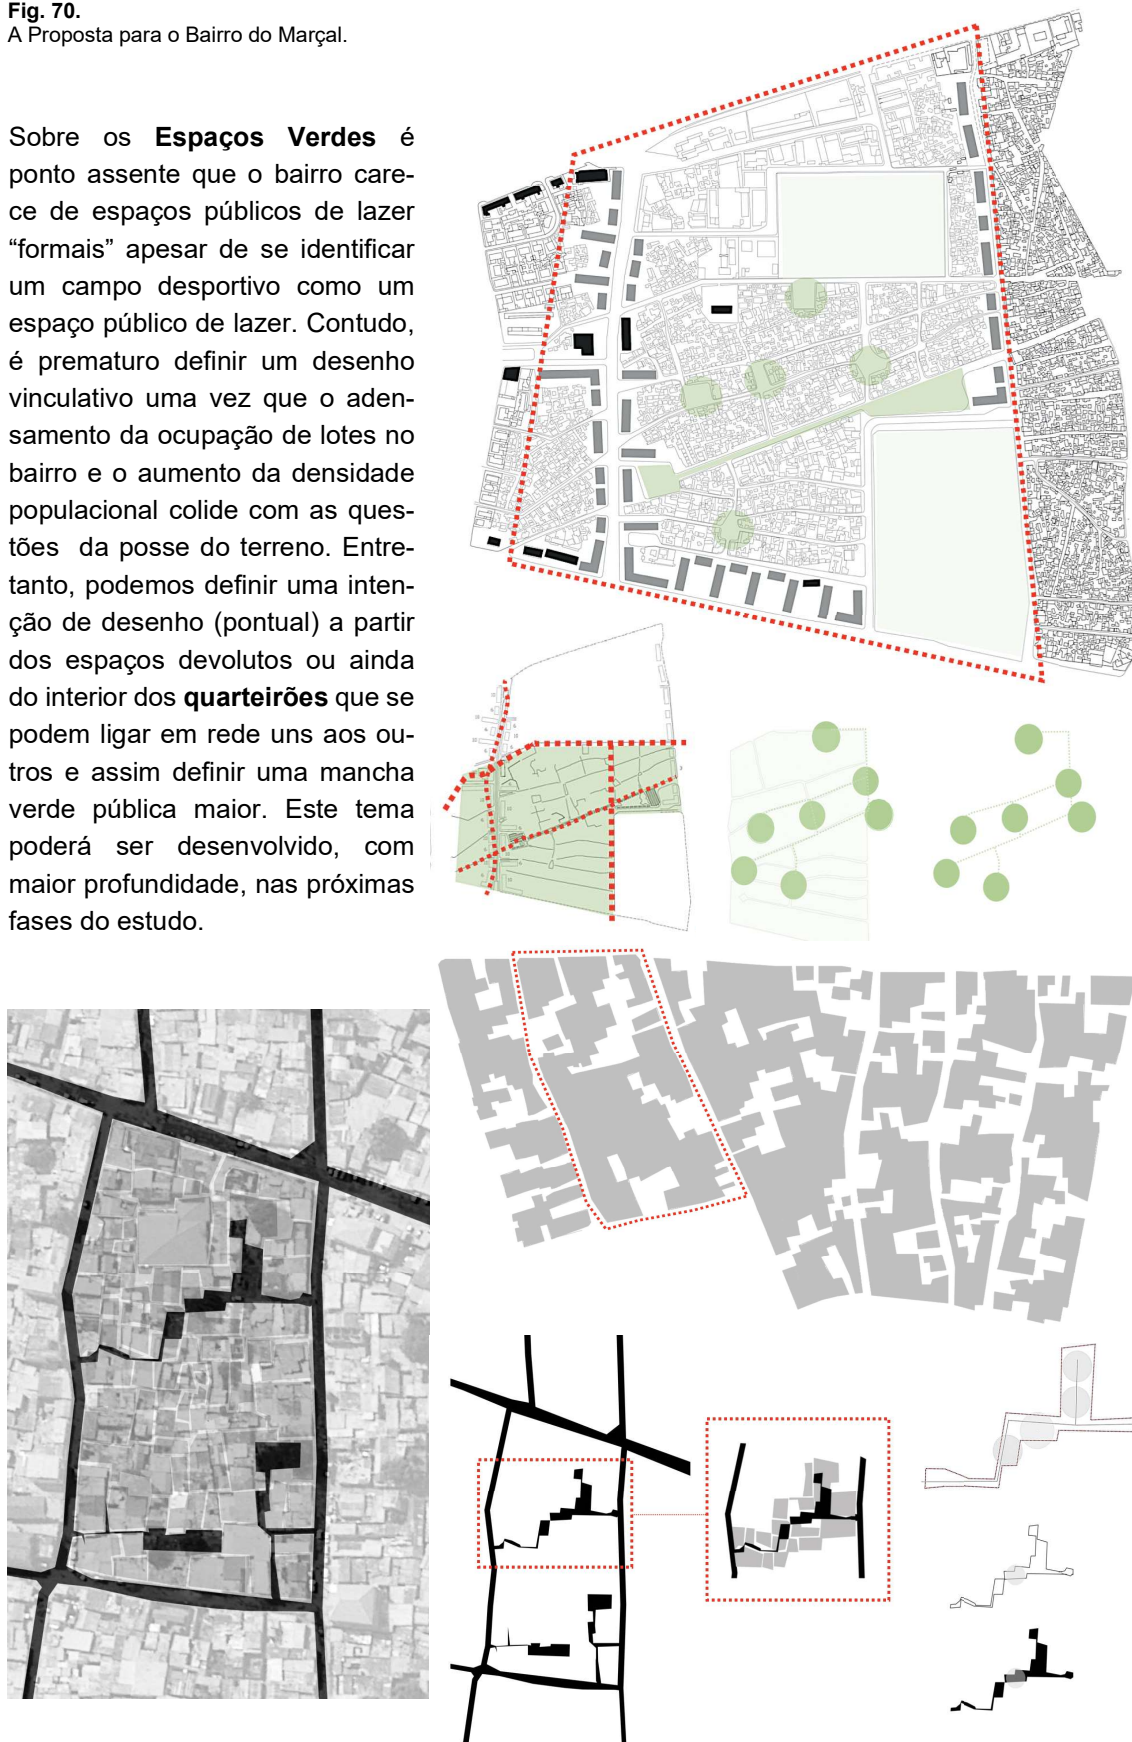 Fig. 70.
A Proposta para o Bairro do Marçal.
Sobre os Espaços Verdes é
ponto assente que o bairro care-
ce de espaços públicos de lazer
“formais” apesar de se identificar
um campo desportivo como um
espaço público de lazer. Contudo,
é prematuro definir um desenho
vinculativo uma vez que o aden-
samento da ocupação de lotes no
bairro e o aumento da densidade
populacional colide com as ques-
tões da posse do terreno. Entre-
tanto, podemos definir uma inten-
ção de desenho (pontual) a partir
dos espaços devolutos ou ainda
do interior dos quarteirões que se
podem ligar em rede uns aos ou-
tros e assim definir uma mancha
verde pública maior. Este tema
poderá ser desenvolvido, com
maior profundidade, nas próximas
fases do estudo.